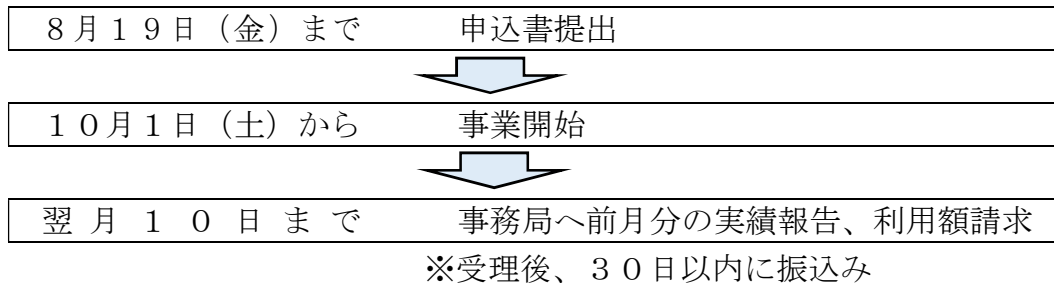 ８月１９日（金）まで　　　申込書提出
１０月１日（土）から　　　事業開始
翌月１０日まで　　　事務局へ前月分の実績報告、利用額請求
※受理後、３０日以内に振込み